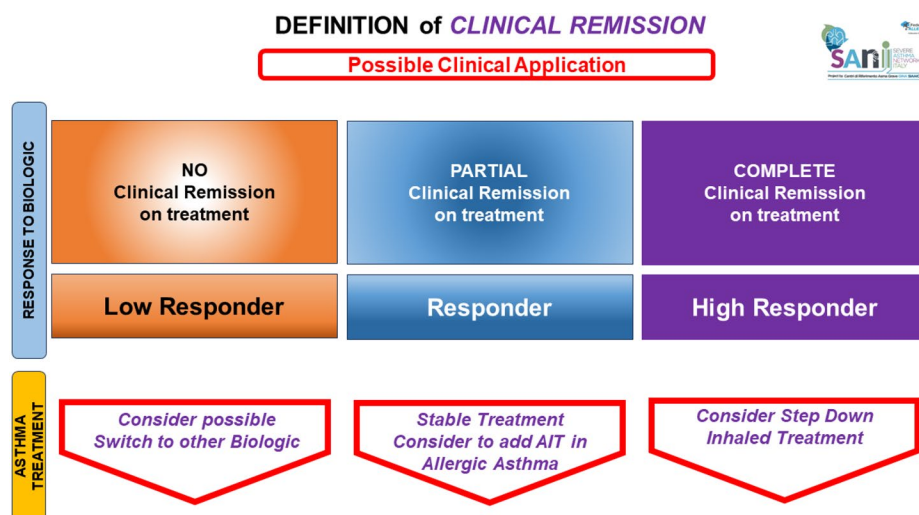 DEFINITION of CLINICAL REMISSION
Possible Clinical Application
SANI
SEVERE
ASTHMA
NETWORK
ITALY
RESPONSE TO BIOLOGIC
NO
Clinical Remission
on treatment
PARTIAL
Clinical Remission
on treatment
COMPLETE
Clinical Remission
on treatment
Low Responder
Responder
High Responder
ASTHMA
TREATMENT
Consider possible
Switch to other Biologic
Stable Treatment
Consider to add AIT in
Allergic Asthma
Consider Step Down
Inhaled Treatment